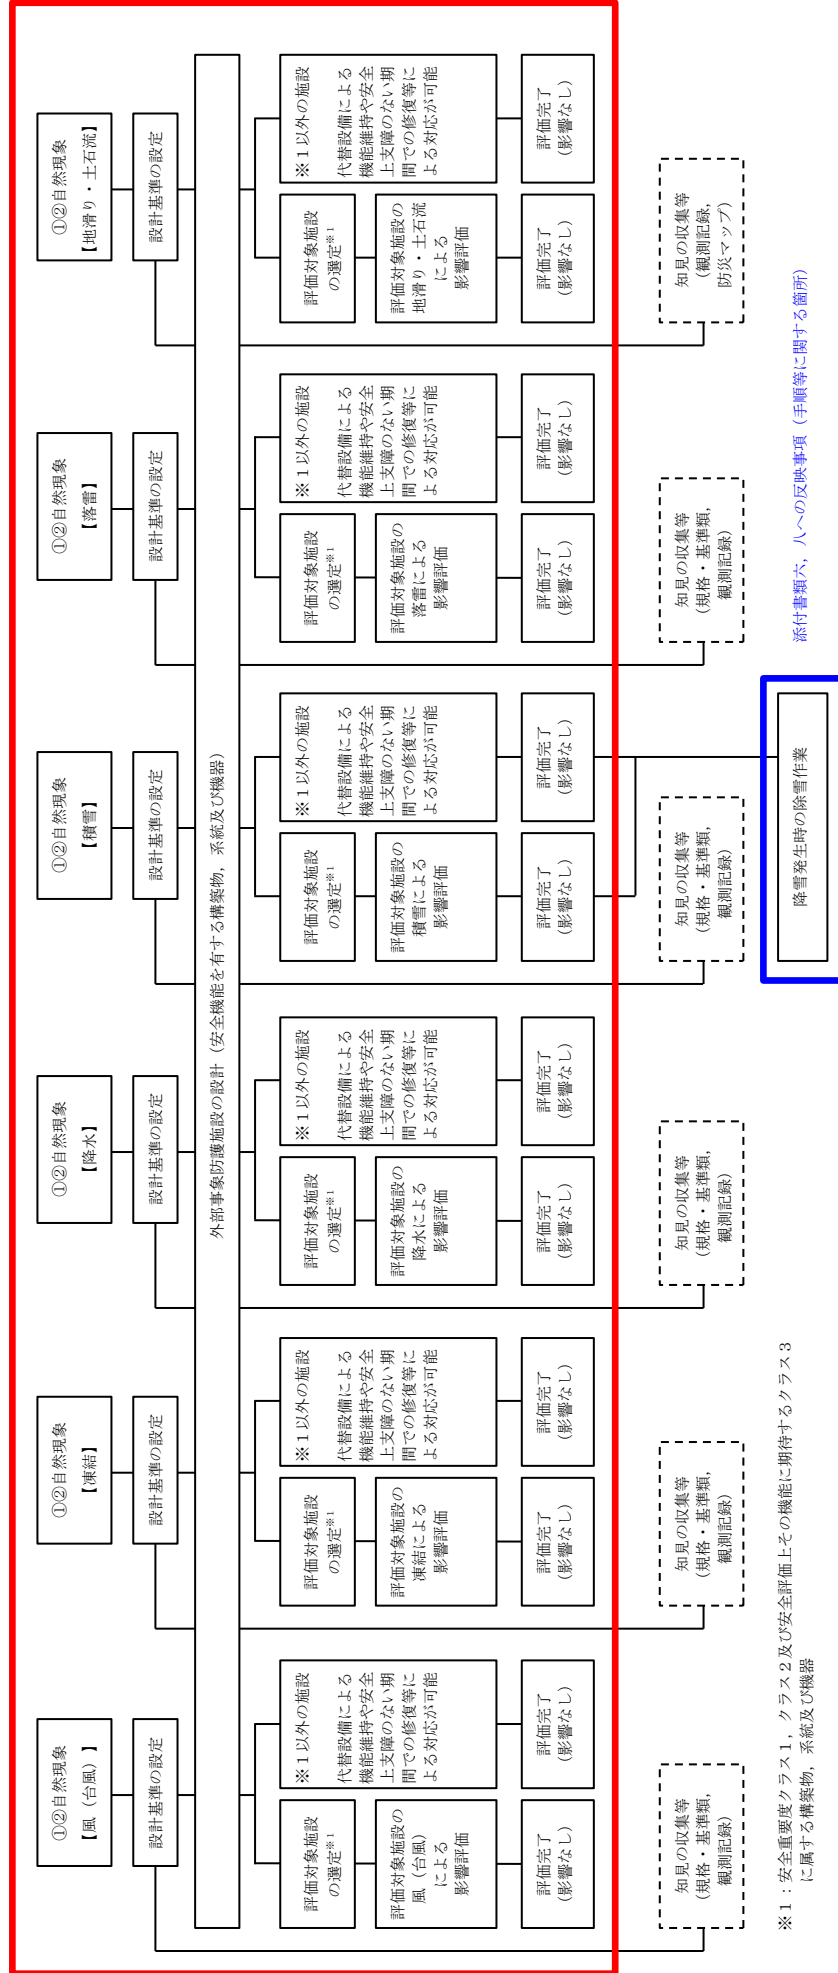 ①②自然現象
【風（台風）】
設計基準の設定
①②自然現象
【凍結】
設計基準の設定
①②自然現象
【降水】
設計基準の設定
①②自然現象
【積雪】
設計基準の設定
①②自然現象
【落雷】
設計基準の設定
①②自然現象
【地滑り・土石流】
設計基準の設定
外部事象防護施設の設計（安全機能を有する構築物，系統及び機器）
評価対象施設
の選定※1
※１以外の施設
代替設備による
機能維持や安全
上支障のない期
間での修復等に
よる対応が可能
評価対象施設の
風（台風）
による
影響評価
評価完了
(影響なし)
評価完了
(影響なし)
評価対象施設
の選定※1
※１以外の施設
代替設備による
機能維持や安全
上支障のない期
間での修復等に
よる対応が可能
評価対象施設の
凍結による
影響評価
評価完了
(影響なし)
評価完了
(影響なし)
評価対象施設
の選定※1
※１以外の施設
代替設備による
機能維持や安全
上支障のない期
間での修復等に
よる対応が可能
評価対象施設の
降水による
影響評価
評価完了
(影響なし)
評価完了
(影響なし)
評価対象施設
の選定※1
※１以外の施設
代替設備による
機能維持や安全
上支障のない期
間での修復等に
よる対応が可能
評価対象施設の
積雪による
影響評価
評価完了
(影響なし)
評価完了
(影響なし)
評価対象施設
の選定※1
※１以外の施設
代替設備による
機能維持や安全
上支障のない期
間での修復等に
よる対応が可能
評価対象施設の
落雷による
影響評価
評価完了
(影響なし)
評価完了
(影響なし)
評価対象施設
の選定※1
※１以外の施設
代替設備による
機能維持や安全
上支障のない期
間での修復等に
よる対応が可能
評価対象施設の
地滑り・土石流
による
影響評価
評価完了
(影響なし)
評価完了
(影響なし)
知見の収集等
(規格・基準類，
観測記録)
知見の収集等
(規格・基準類，
観測記録)
知見の収集等
(規格・基準類，
観測記録)
知見の収集等
(規格・基準類，
観測記録)
知見の収集等
(規格・基準類，
観測記録)
知見の収集等
(観測記録，
防災マップ)
※１：安全重要度クラス１，クラス２及び安全評価上その機能に期待するクラス３
に属する構築物，系統及び機器
降雪発生時の除雪作業
添付書類六，八への反映事項（手順等に関する箇所）